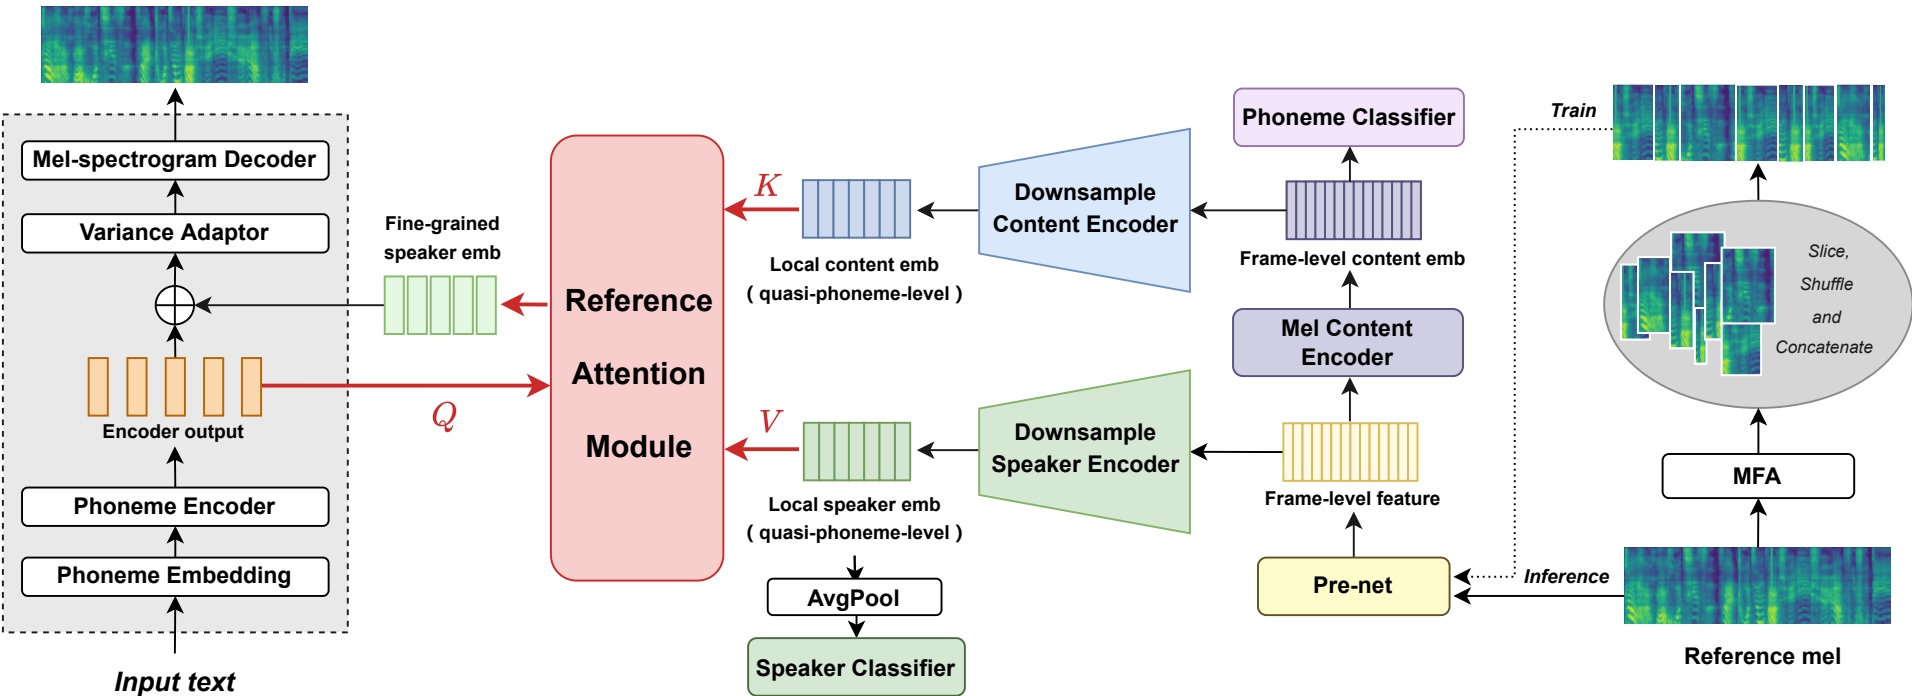 Mel-spectrogram Decoder
Variance Adaptor
Encoder output
Phoneme Encoder
Phoneme Embedding
Input text
Fine-grained
speaker emb
Q
Reference
Attention
Module
K
V
Local content emb
( quasi-phoneme-level )
Local speaker emb
( quasi-phoneme-level )
AvgPool
Speaker Classifier
Downsample
Content Encoder
Downsample
Speaker Encoder
Phoneme Classifier
Frame-level content emb
Mel Content
Encoder
Frame-level feature
Pre-net
Train
Inference
Slice,
Shuffle
and
Concatenate
MFA
Reference mel